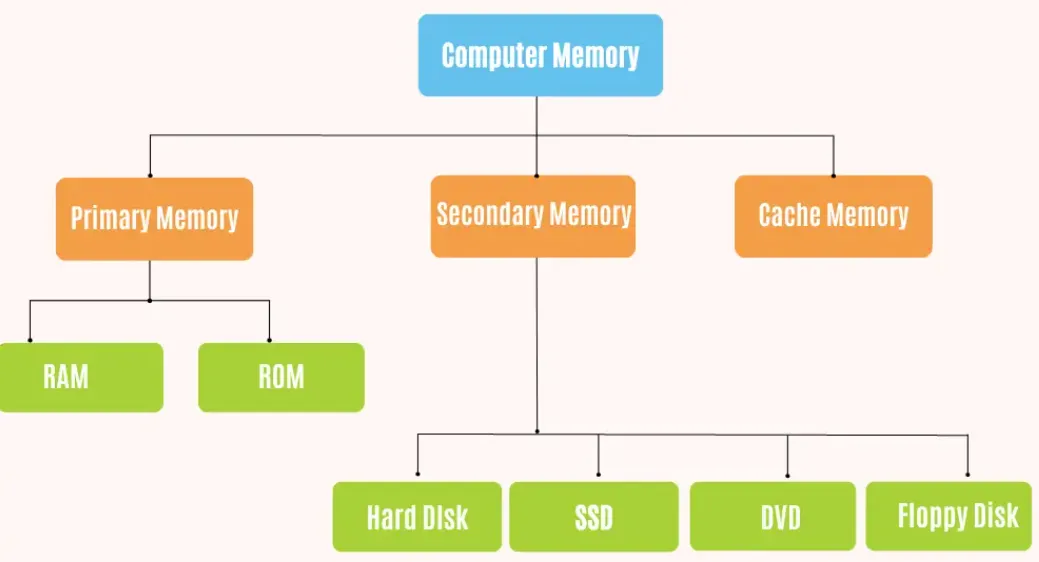 Computer Memory
Primary Memory
Secondary Memory
Cache Memory
RAM
ROM
Hard DIsk
SSD
DVD
Floppy Disk